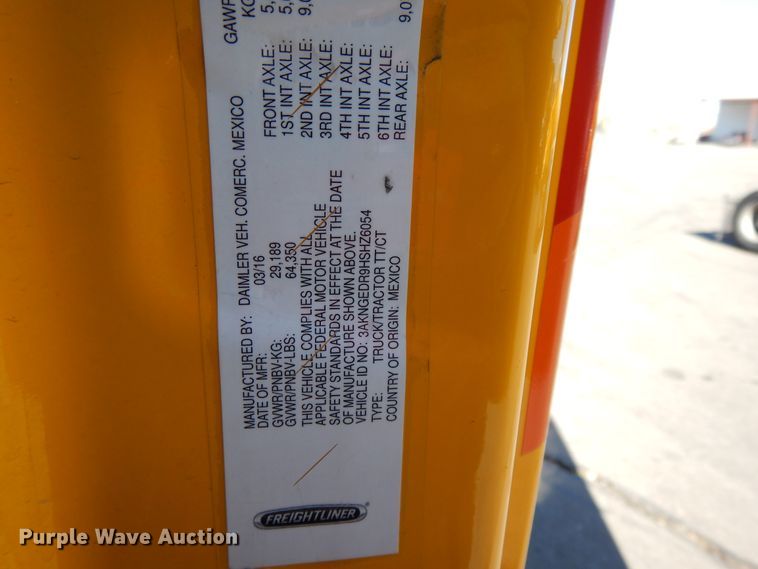 MANUFACTURED BY: DAIMLER VEH. COMERC. MEXICO
DATE OF MFR: 03/16
GVWR/PNBV-KG: 29,189
GVWR/PNBV-LBS: 64,350
THIS VEHICLE COMPLIES WITH ALL
APPLICABLE FEDERAL MOTOR VEHICLE
SAFETY STANDARDS IN EFFECT AT THE DATE
OF MANUFACTURE SHOWN ABOVE.
VEHICLE ID NO: 3AKNGEDR9HSHZ6054
TYPE: TRUCK/TRACTOR TT/CT
COUNTRY OF ORIGIN: MEXICO
FRONT AXLE:
1ST INT AXLE:
2ND INT AXLE:
3RD INT AXLE:
4TH INT AXLE:
5TH INT AXLE:
6TH INT AXLE:
REAR AXLE:
FREIGHTLINER
Purple Wave Auction